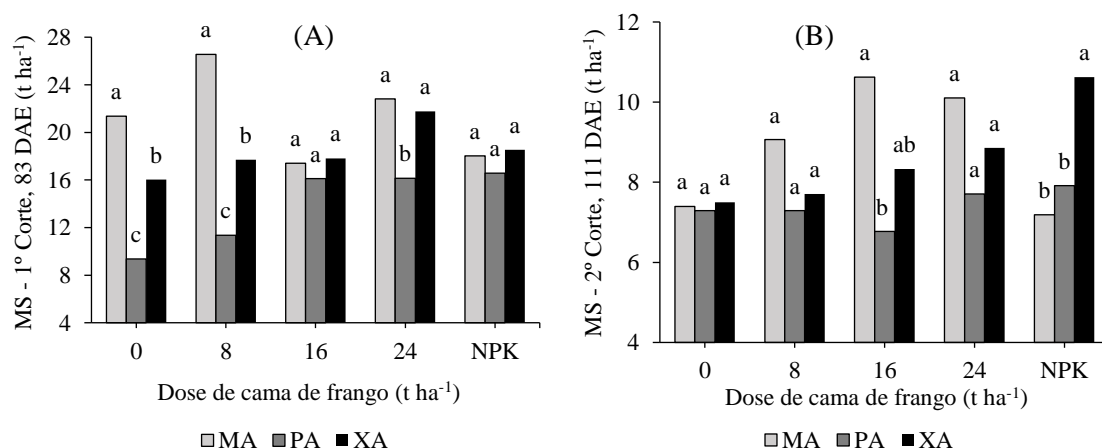 (A)
MS - 1º Corte, 83 DAE (t ha-1)
28
24
20
16
12
8
4
a
c
b
a
c
b
a
a
a
a
b
a
a
a
a
0
8
16
24
NPK
Dose de cama de frango (t ha-1)
MA
PA
XA
(B)
MS - 2º Corte, 111 DAE (t ha-1)
12
10
8
6
4
a
a
a
a
a
a
a
b
ab
a
a
a
b
b
a
0
8
16
24
NPK
Dose de cama de frango (t ha-1)
MA
PA
XA